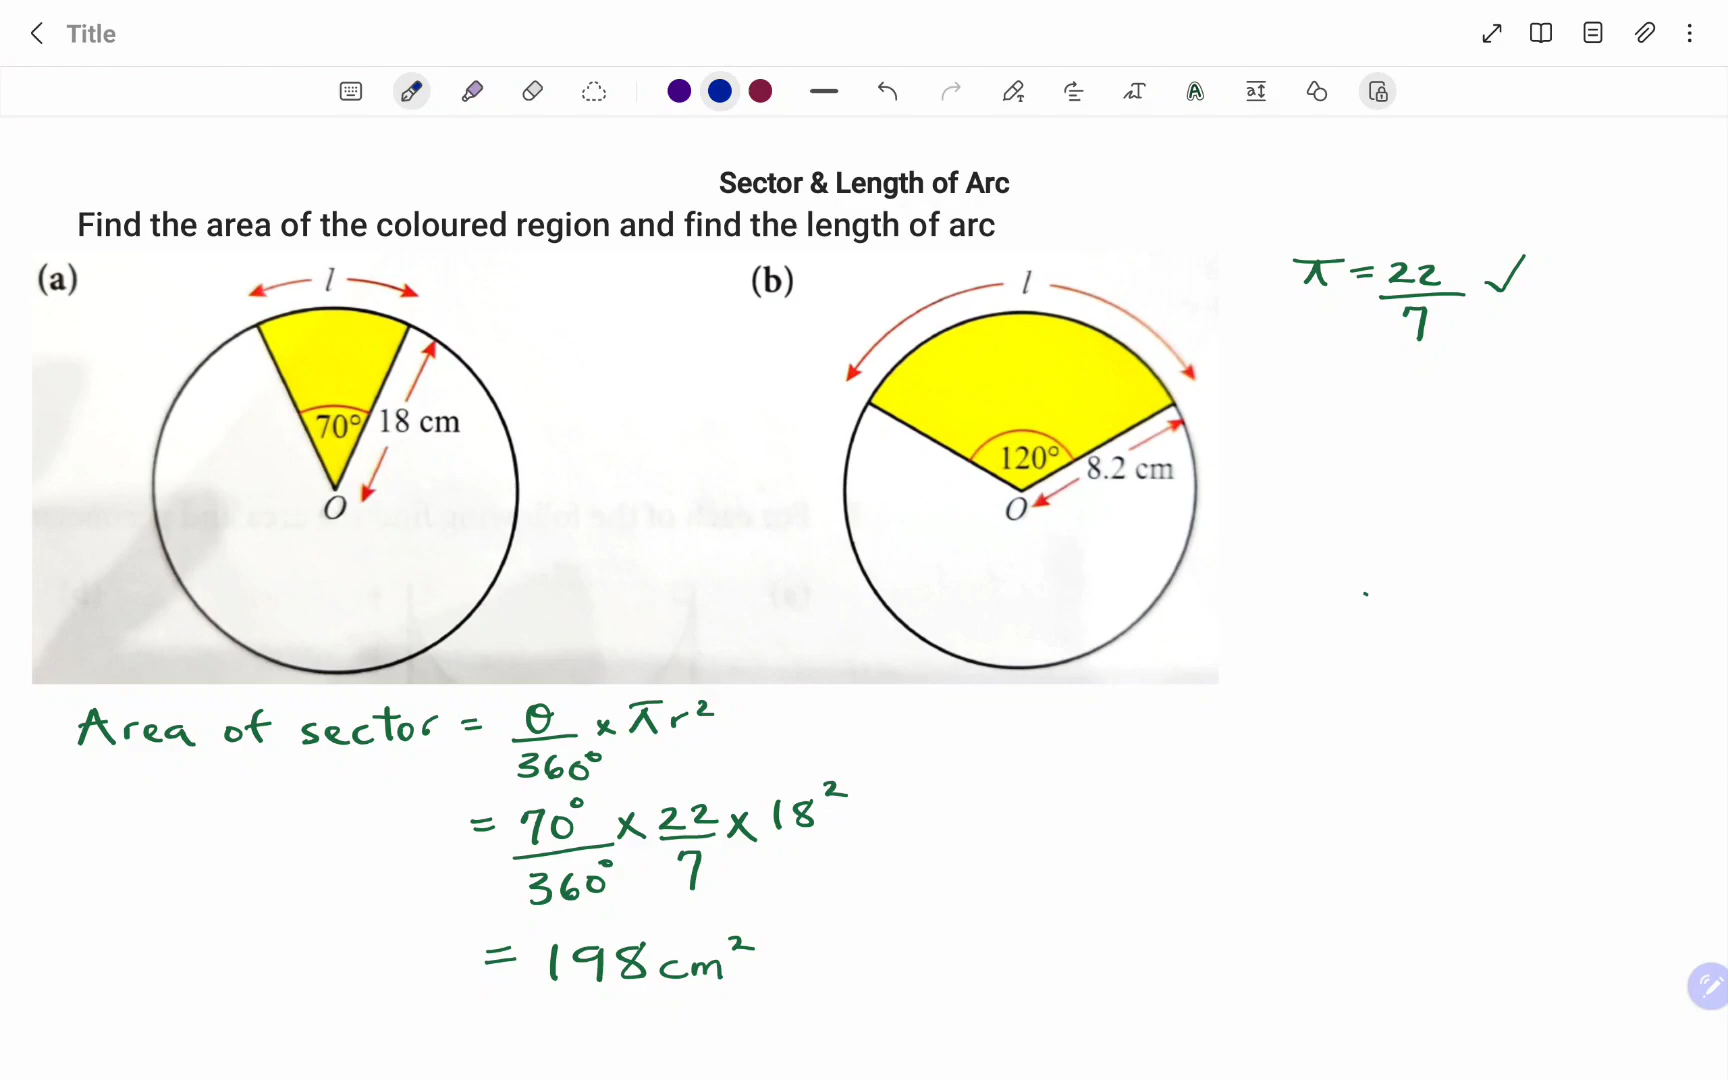 Title
Sector & Length of Arc
Find the area of the coloured region and find the length of arc
(a)
l
70°
18 cm
O
(b)
l
120°
8.2 cm
O
π = 22/7 ✓
Area of sector = θ/360° × πr²
= 70°/360° × 22/7 × 18²
= 198 cm²